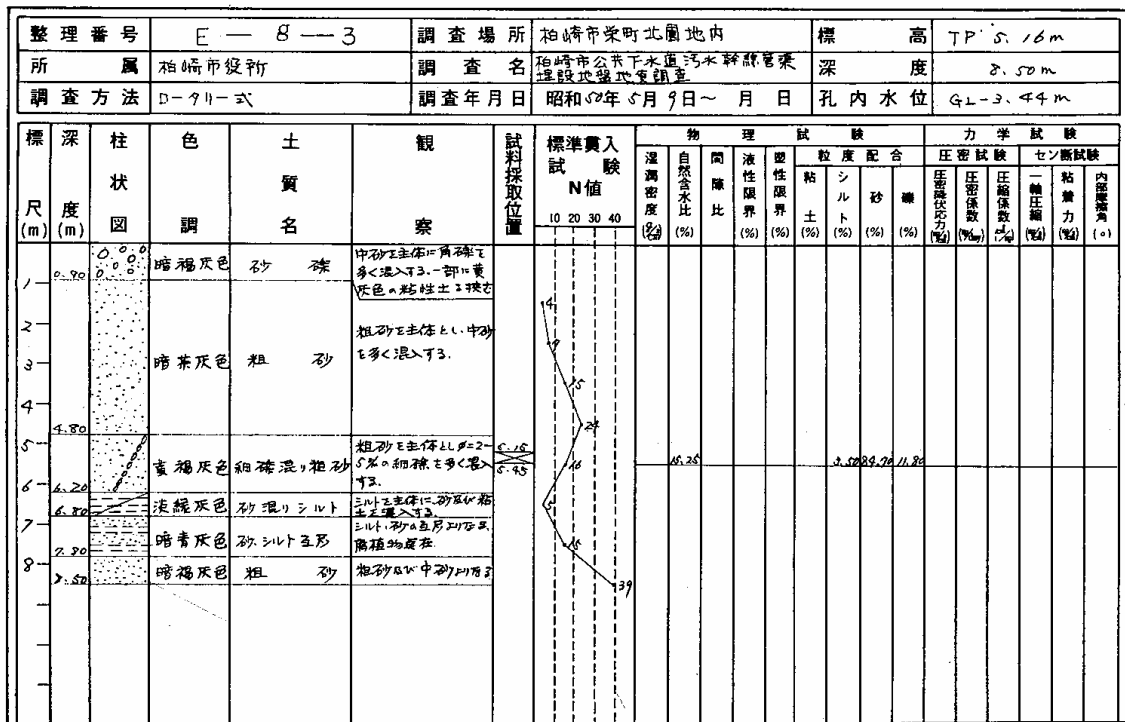 整理番号 E-8-3 調査場所 柏崎市栄町北園地内 標高 TP 5.16m
所属 柏崎市役所 調査名 柏崎市公共下水道汚水幹線管渠埋設地盤地質調査 深度 8.50m
調査方法 ロータリー式 調査年月日 昭和50年5月9日~ 月 日 孔内水位 GL-3.44m
標尺(m) 深度(m) 柱状図 色調 土質名 観察 試料採取位置 標準貫入試験 N値 10 20 30 40
物理試験 力学試験
湿潤密度 自然含水比(%) 間隙比 液性限界(%) 塑性限界(%) 粒度配合 粘土(%) シルト(%) 砂(%) 礫(%)
圧密試験 圧密降伏応力 圧密係数 圧縮係数 セン断試験 一軸圧縮 粘着力 内部摩擦角(o)
0.90 暗褐灰色 砂礫 中砂を主体に角礫を
多く混入する.一部に黄
灰色の粘性土を挟む
1
4
2
粗砂を主体とし、中砂
9
を多く混入する.
3
暗茶灰色 粗砂
15
4
24
4.80
5
黄褐灰色 細礫混り粗砂 粗砂を主体としφ=2~
5%の細礫を多く混入
する.
5.15
5.45
16
15.25 3.50 84.70 11.80
6
6.20
淡緑灰色 砂混りシルト シルトを主体に、砂及び粘
土を混入する.
5
6.80
7
暗青灰色 砂.シルト互層 シルト、砂の互層よりなる.
腐植物点在.
15
7.80
8
暗褐灰色 粗砂 粗砂及び中砂よりなる
8.50
39